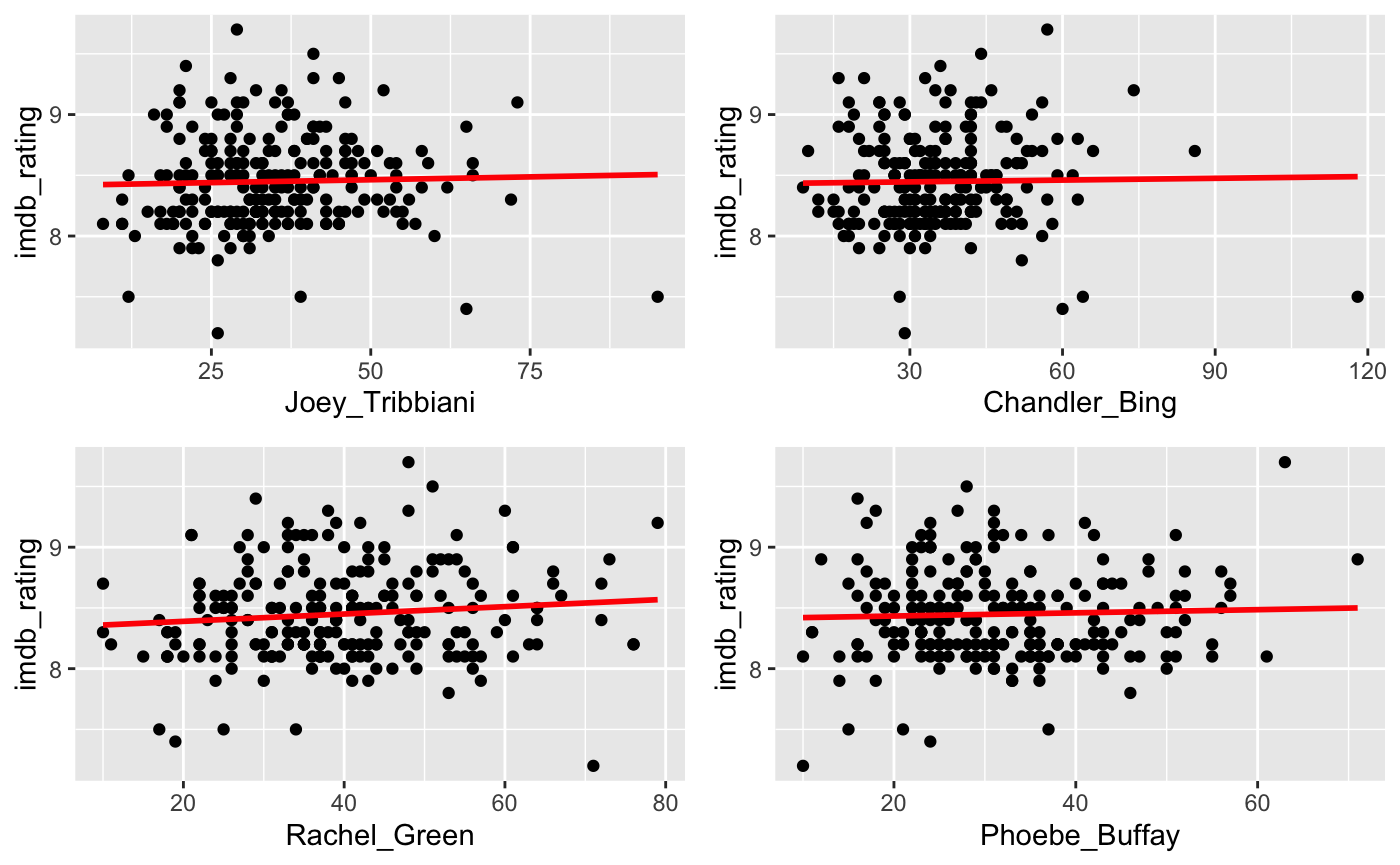 imdb_rating
9
8
25 50 75
Joey_Tribbiani
imdb_rating
9
8
30 60 90 120
Chandler_Bing
imdb_rating
9
8
20 40 60 80
Rachel_Green
imdb_rating
9
8
20 40 60
Phoebe_Buffay